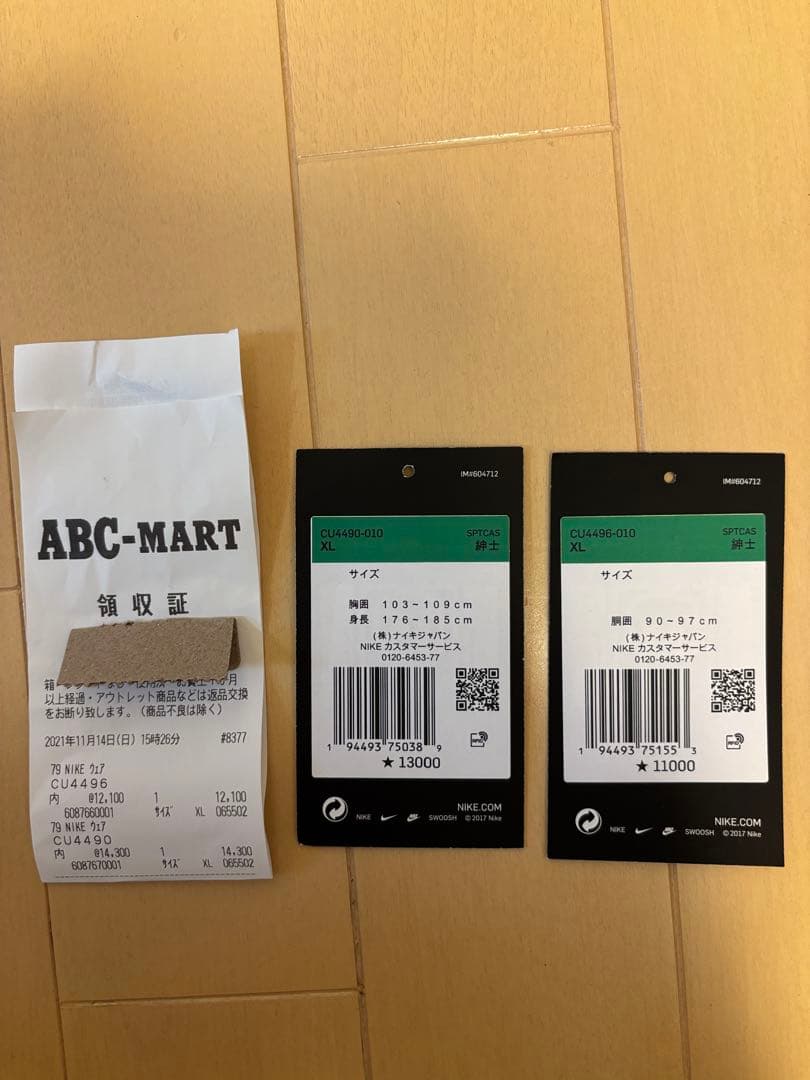 ABC-MART
領収証
以上経過・アウトレット商品などは返品交換
をお断り致します。(商品不良は除く)
2021年11月14日(日) 15時26分 #8377
79 NIKE ウェア
CU4496
内 @12,100 1 12,100
6087660001 サイズ XL 065502
79 NIKE ウェア
CU4490
内 @14,300 1 14,300
6087670001 サイズ XL 065502
IM#604712
CU4490-010 SPTCAS
XL 紳士
サイズ
胸囲 103~109cm
身長 176~185cm
(株)ナイキジャパン
NIKE カスタマーサービス
0120-6453-77
1 94493 75038 9
RFID
★ 13000
NIKE.COM
NIKE SWOOSH © 2017 Nike
IM#604712
CU4496-010 SPTCAS
XL 紳士
サイズ
胴囲 90~97cm
(株)ナイキジャパン
NIKE カスタマーサービス
0120-6453-77
1 94493 75155 3
RFID
★ 11000
NIKE.COM
NIKE SWOOSH © 2017 Nike